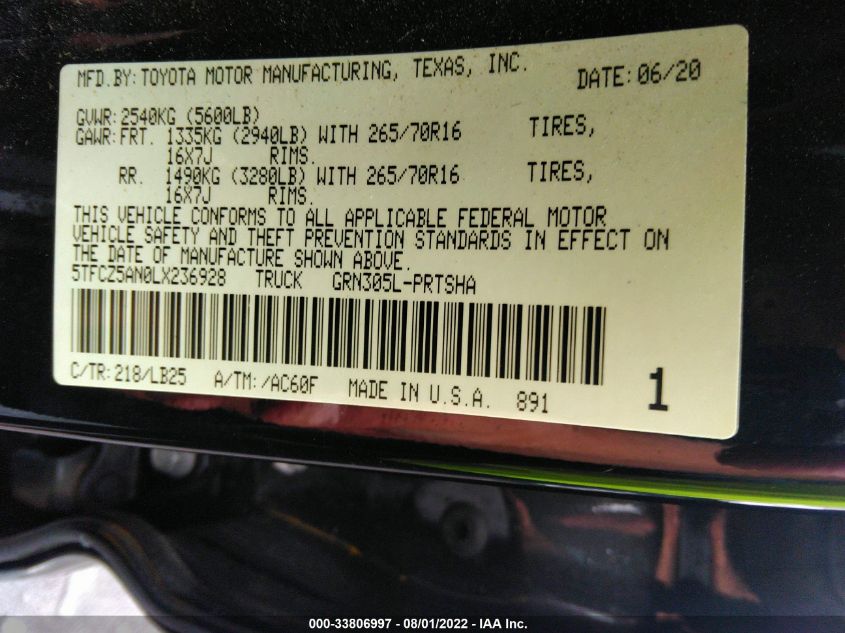 MFD.BY: TOYOTA MOTOR MANUFACTURING, TEXAS, INC. DATE: 06/20
GVWR: 2540KG (5600LB)
GAWR: FRT. 1335KG (2940LB) WITH 265/70R16 TIRES,
16X7J RIMS.
RR. 1490KG (3280LB) WITH 265/70R16 TIRES,
16X7J RIMS.
THIS VEHICLE CONFORMS TO ALL APPLICABLE FEDERAL MOTOR
VEHICLE SAFETY AND THEFT PREVENTION STANDARDS IN EFFECT ON
THE DATE OF MANUFACTURE SHOWN ABOVE.
5TFCZ5AN0LX236928 TRUCK GRN305L-PRTSHA
C/TR: 218/LB25 A/TM: /AC60F MADE IN U.S.A. 891 1
000-33806997 - 08/01/2022 - IAA Inc.